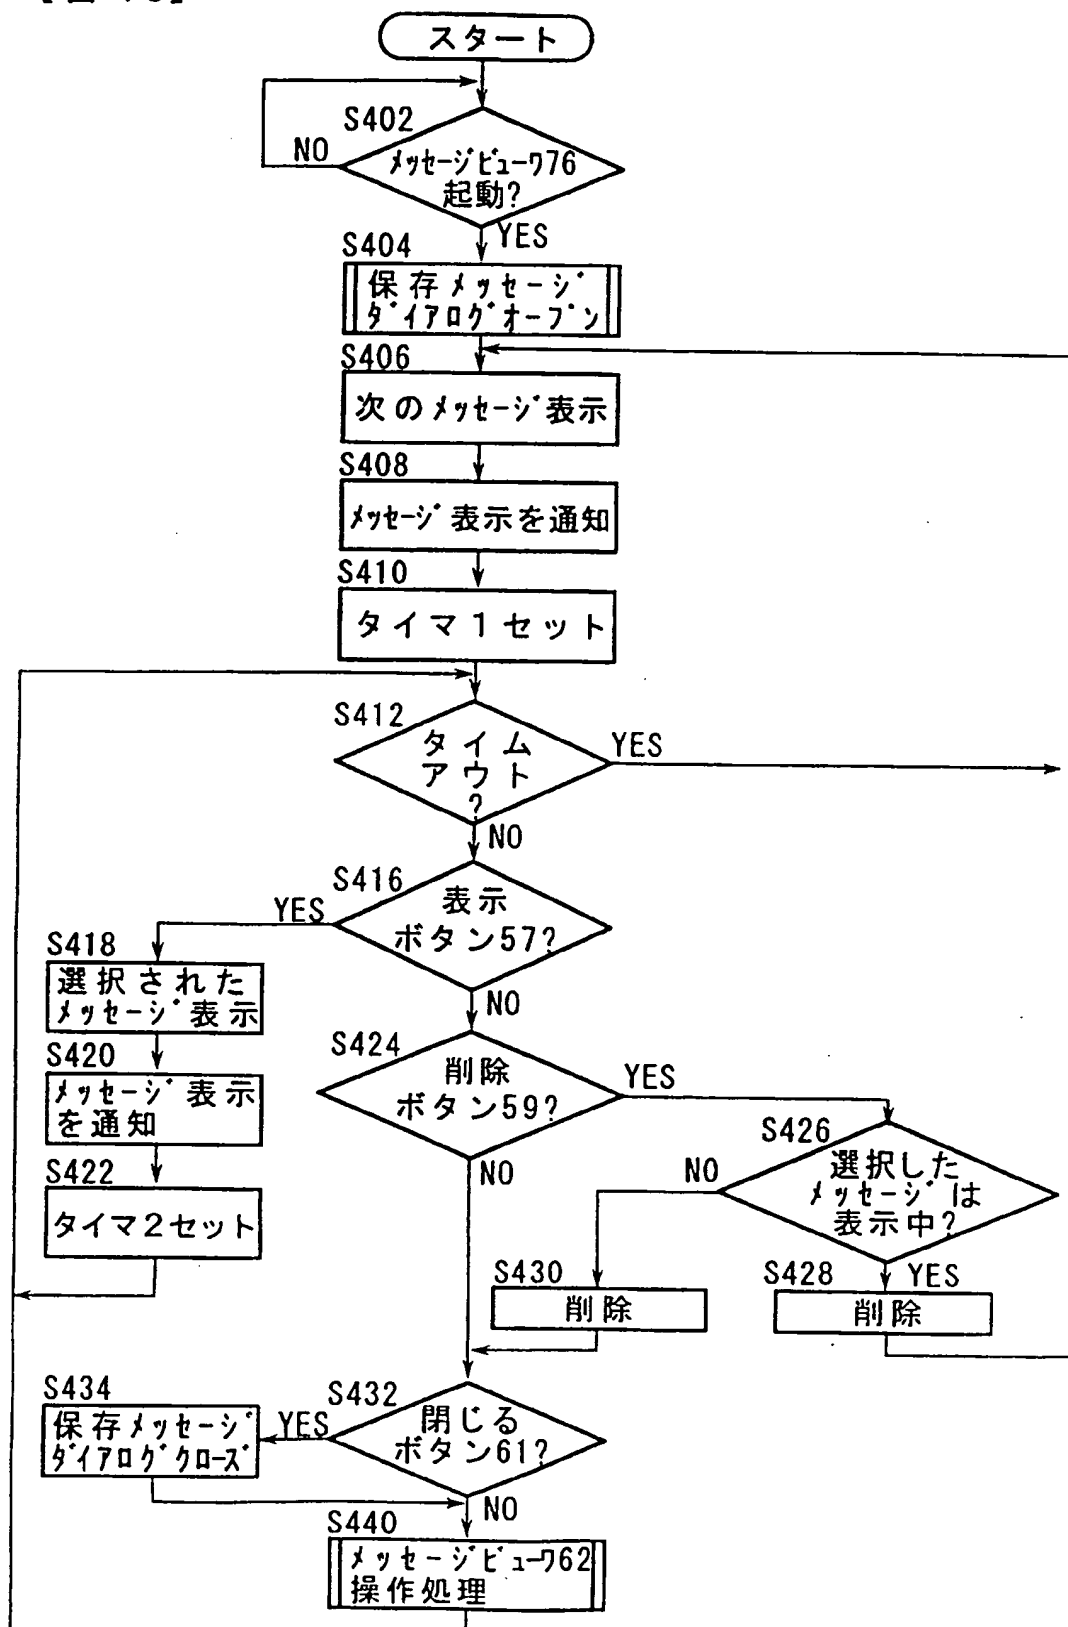 スタート
S402
NO
メッセージビューワ76
起動?
YES
S404
保存メッセージ
ダイアログオープン
S406
次のメッセージ表示
S408
メッセージ表示を通知
S410
タイマ1セット
S412
タイム
アウト
?
YES
NO
S416
表示
ボタン57?
YES
NO
S418
選択された
メッセージ表示
S420
メッセージ表示
を通知
S422
タイマ2セット
S424
削除
ボタン59?
YES
NO
S426
選択した
メッセージは
表示中?
NO
YES
S430
削除
S428
削除
S432
閉じる
ボタン61?
YES
NO
S434
保存メッセージ
ダイアログクローズ
S440
メッセージビューワ62
操作処理